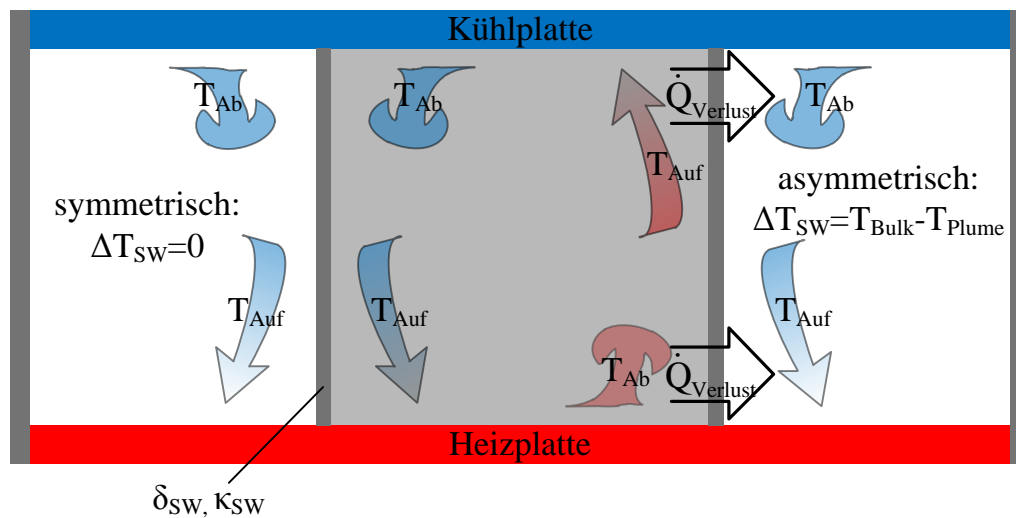 Kühlplatte
T_Ab T_Ab Q̇_Verlust T_Ab
T_Auf
symmetrisch:
ΔT_SW=0
asymmetrisch:
ΔT_SW=T_Bulk-T_Plume
T_Auf T_Auf T_Auf
T_Ab Q̇_Verlust
Heizplatte
δ_SW, κ_SW